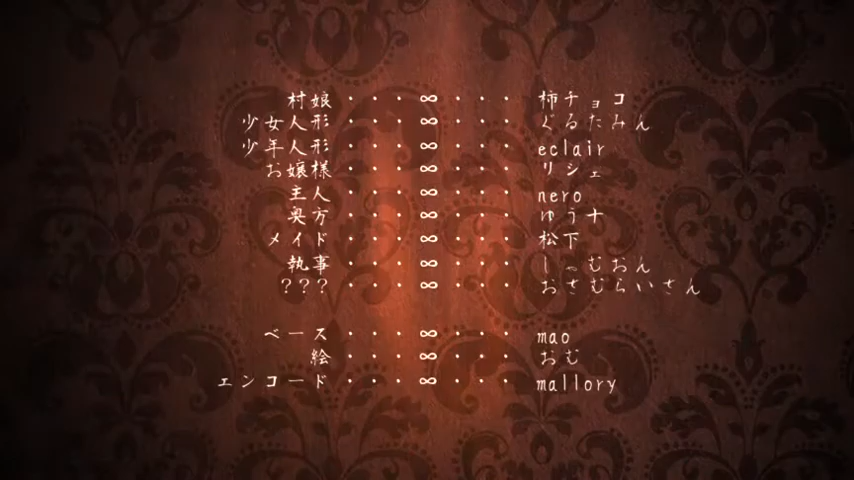 村娘・・・∞・・・柿チョコ
少女人形・・・∞・・・ぐるたみん
少年人形・・・∞・・・eclair
お嬢様・・・∞・・・リシェ
主人・・・∞・・・nero
奥方・・・∞・・・ゆう十
メイド・・・∞・・・松下
執事・・・∞・・・しゃむおん
???・・・∞・・・おさむらいさん
ベース・・・∞・・・mao
絵・・・∞・・・おむ
エンコード・・・∞・・・mallory